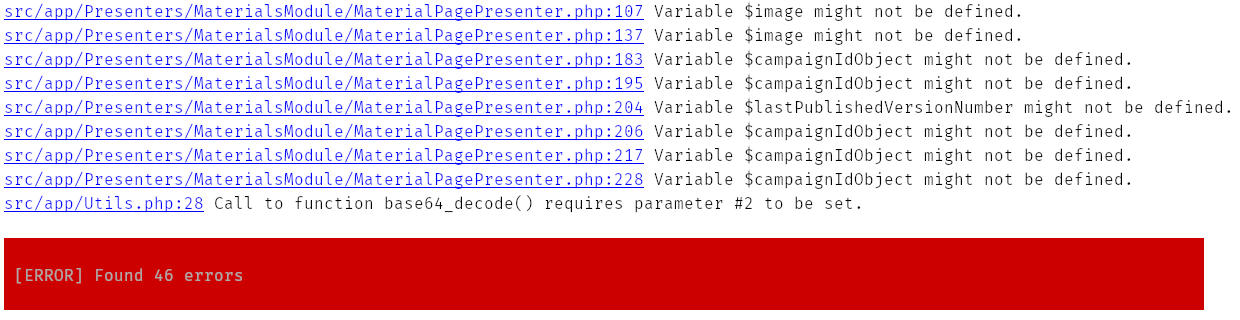 src/app/Presenters/MaterialsModule/MaterialPagePresenter.php:107 Variable $image might not be defined.
src/app/Presenters/MaterialsModule/MaterialPagePresenter.php:137 Variable $image might not be defined.
src/app/Presenters/MaterialsModule/MaterialPagePresenter.php:183 Variable $campaignIdObject might not be defined.
src/app/Presenters/MaterialsModule/MaterialPagePresenter.php:195 Variable $campaignIdObject might not be defined.
src/app/Presenters/MaterialsModule/MaterialPagePresenter.php:204 Variable $lastPublishedVersionNumber might not be defined.
src/app/Presenters/MaterialsModule/MaterialPagePresenter.php:206 Variable $campaignIdObject might not be defined.
src/app/Presenters/MaterialsModule/MaterialPagePresenter.php:217 Variable $campaignIdObject might not be defined.
src/app/Presenters/MaterialsModule/MaterialPagePresenter.php:228 Variable $campaignIdObject might not be defined.
src/app/Utils.php:28 Call to function base64_decode() requires parameter #2 to be set.
[ERROR] Found 46 errors